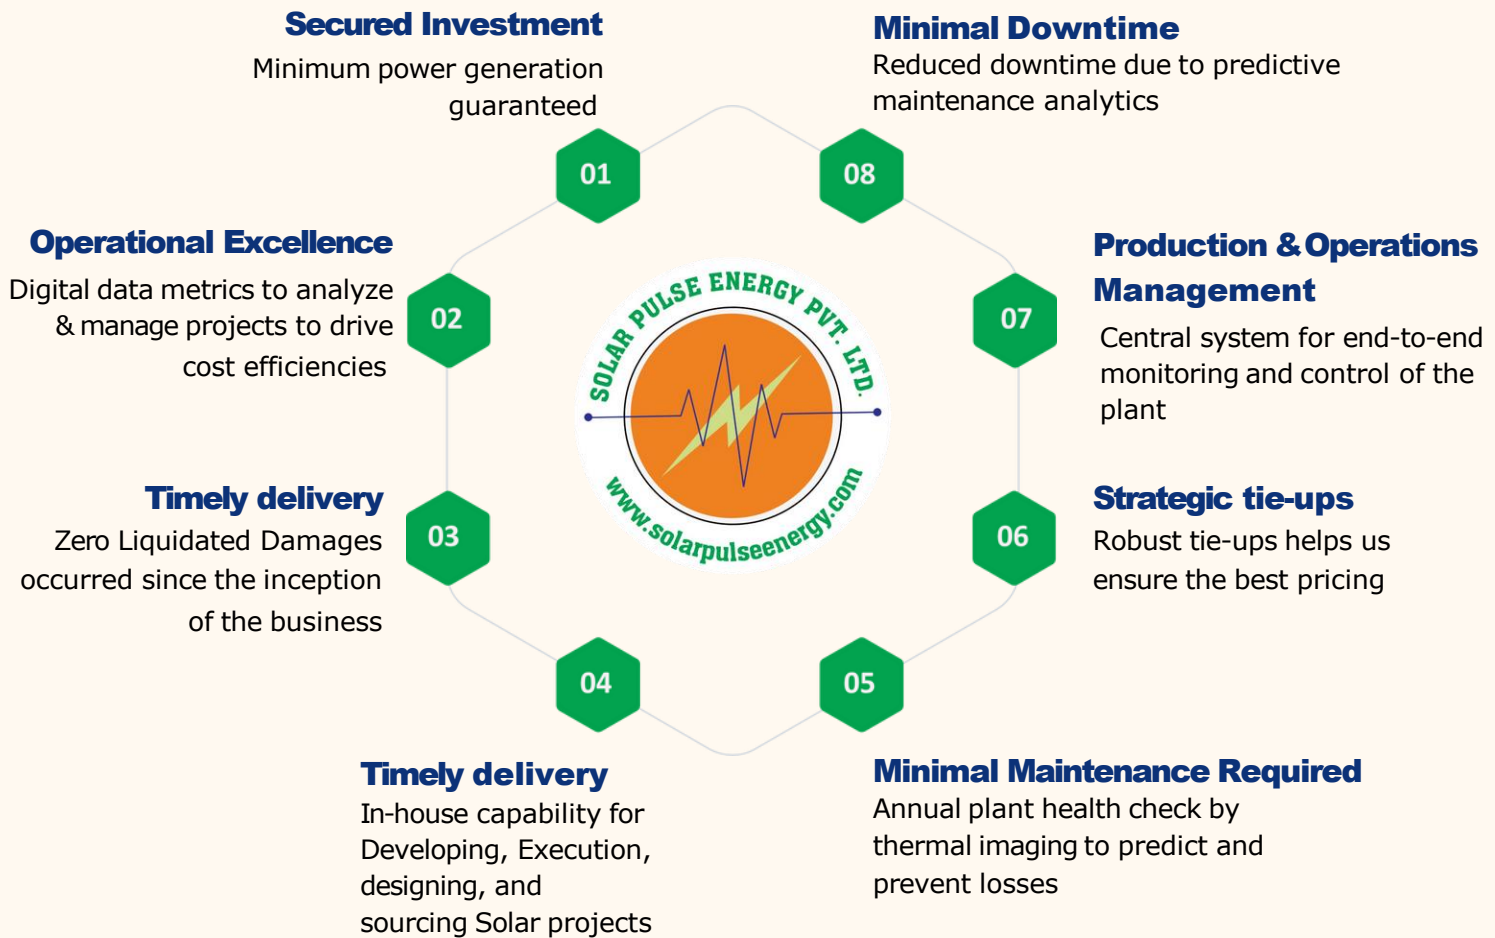 Secured Investment
Minimum power generation
guaranteed
01
Operational Excellence
Digital data metrics to analyze
& manage projects to drive
cost efficiencies
02
Timely delivery
Zero Liquidated Damages
occurred since the inception
of the business
03
04
Timely delivery
In-house capability for
Developing, Execution,
designing, and
sourcing Solar projects
SOLAR PULSE ENERGY PVT. LTD.
www.solarpulseenergy.com
Minimal Downtime
Reduced downtime due to predictive
maintenance analytics
08
Production & Operations
Management
Central system for end-to-end
monitoring and control of the
plant
07
Strategic tie-ups
Robust tie-ups helps us
ensure the best pricing
06
05
Minimal Maintenance Required
Annual plant health check by
thermal imaging to predict and
prevent losses